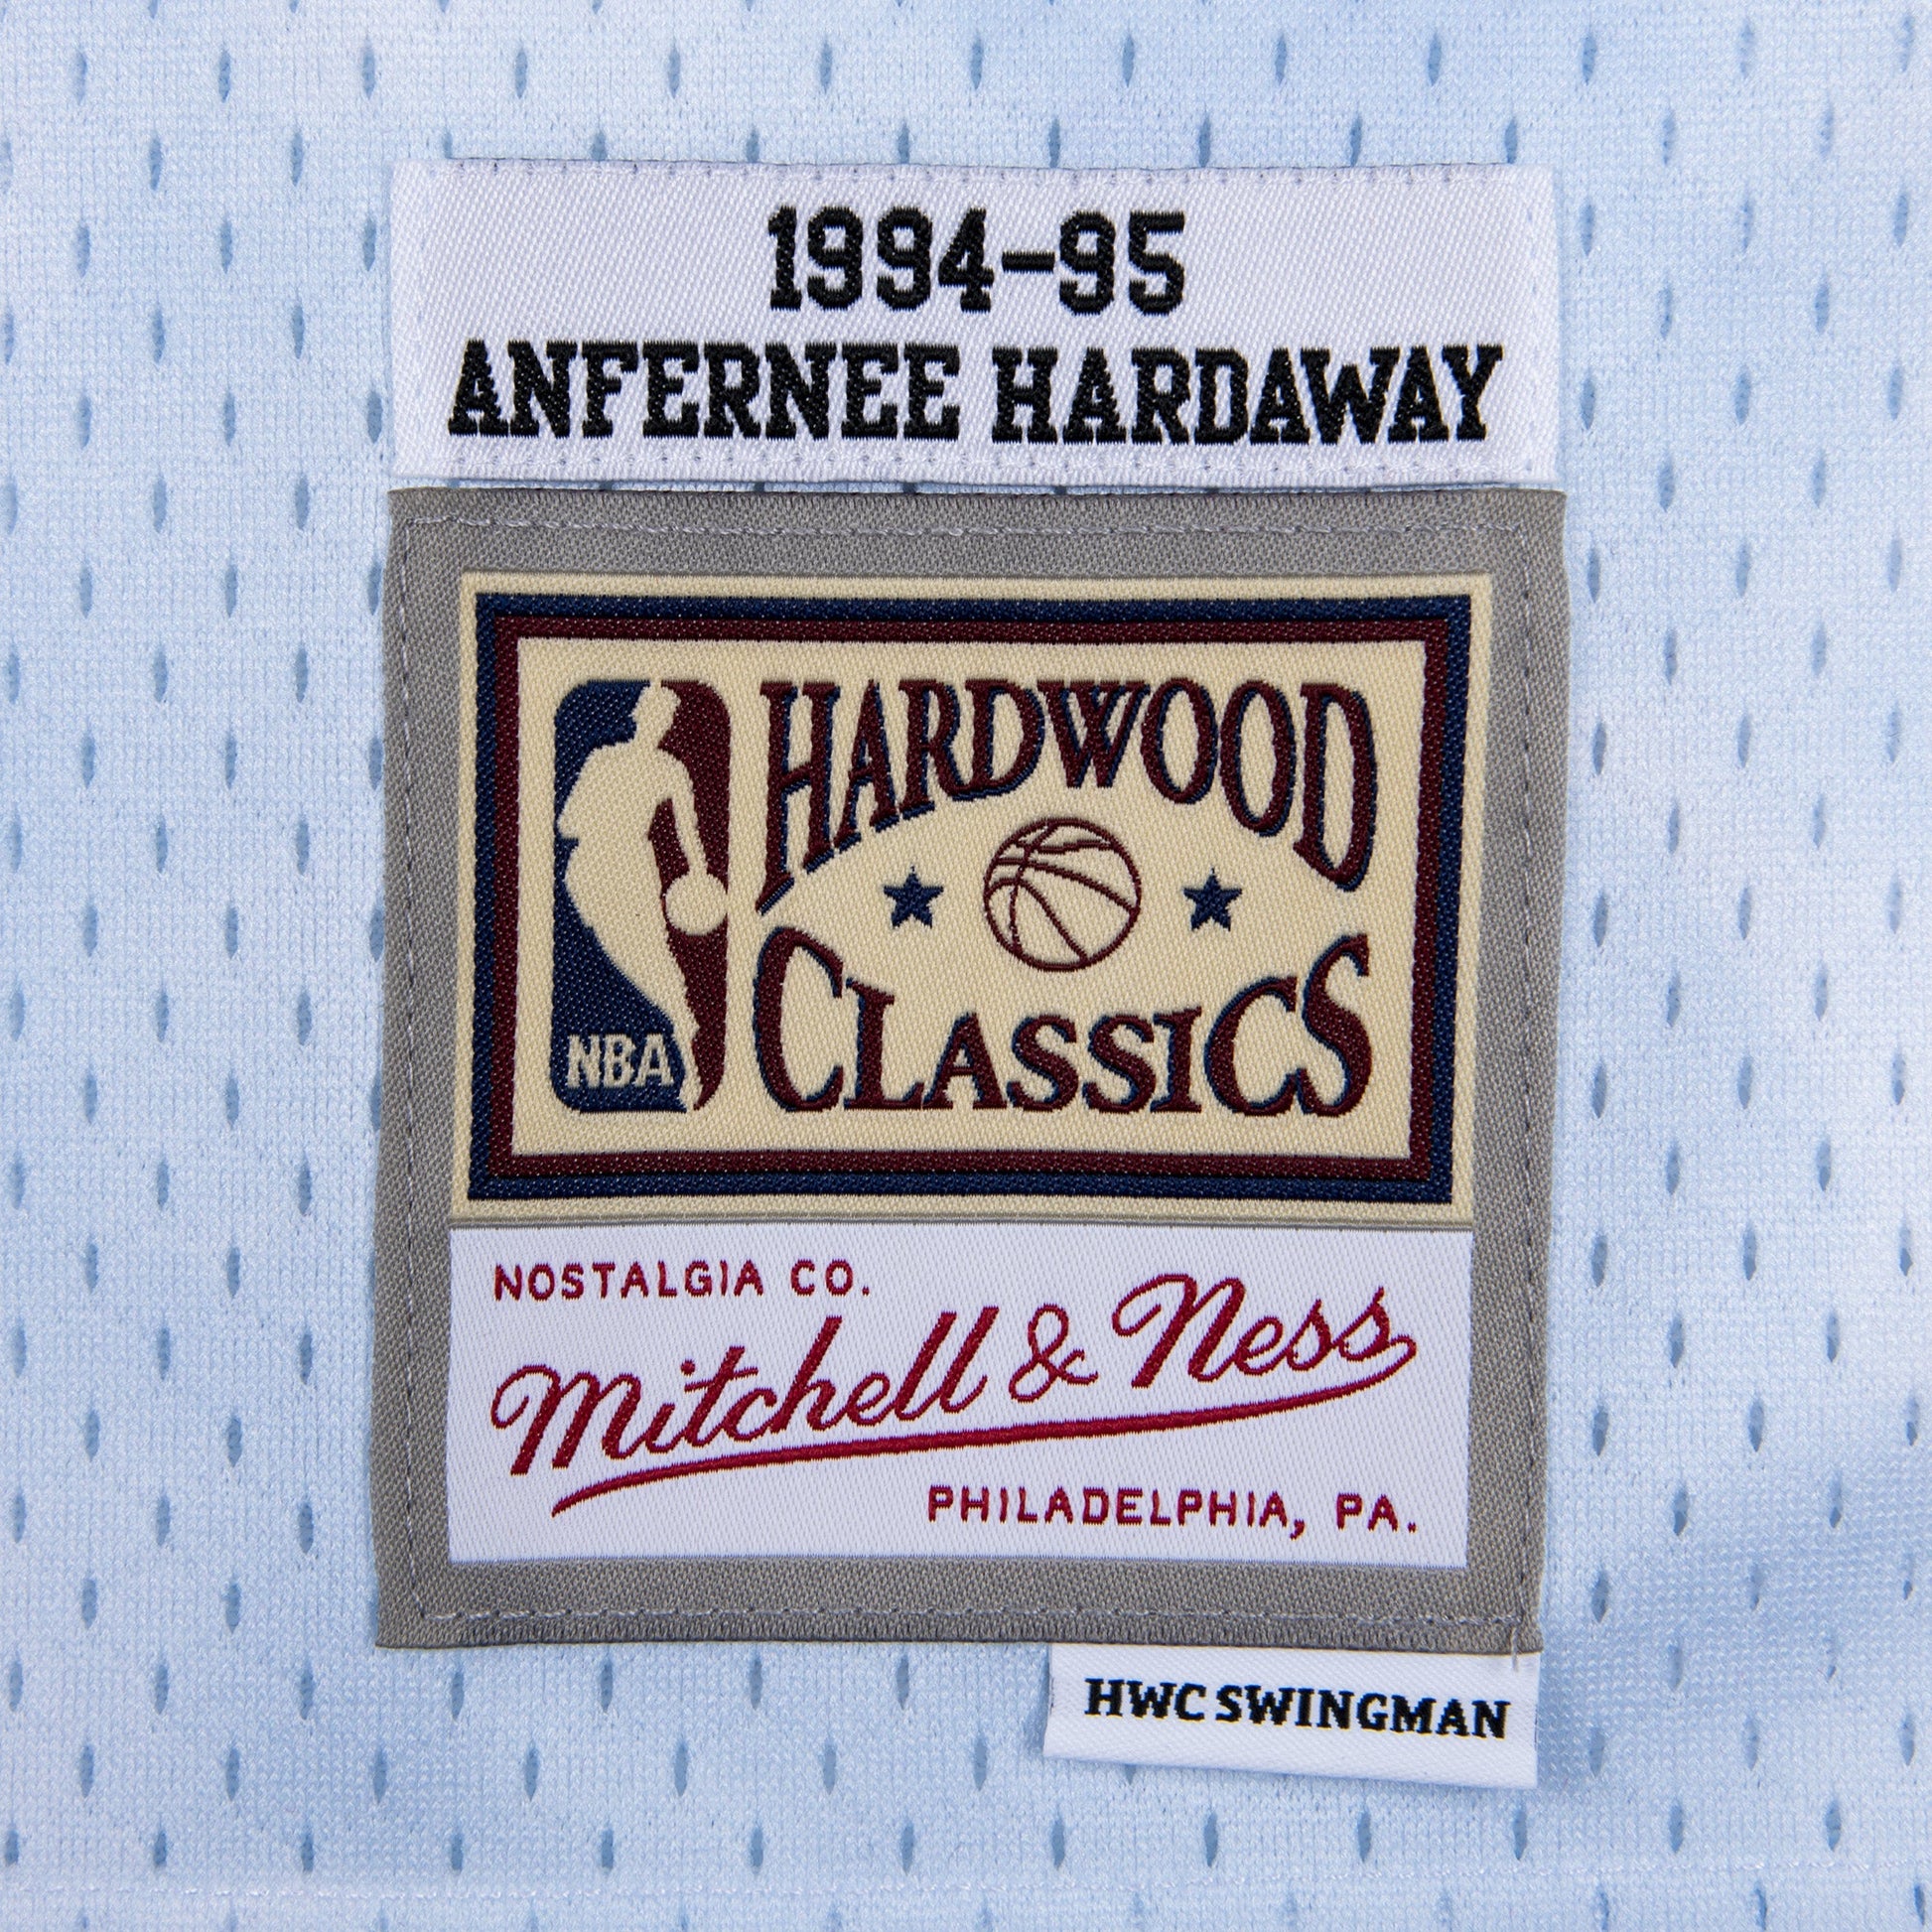 1994-95
ANFERNEE HARDAWAY
HARDWOOD
CLASSICS
NBA
NOSTALGIA CO.
Mitchell & Ness
PHILADELPHIA, PA.
HWC SWINGMAN